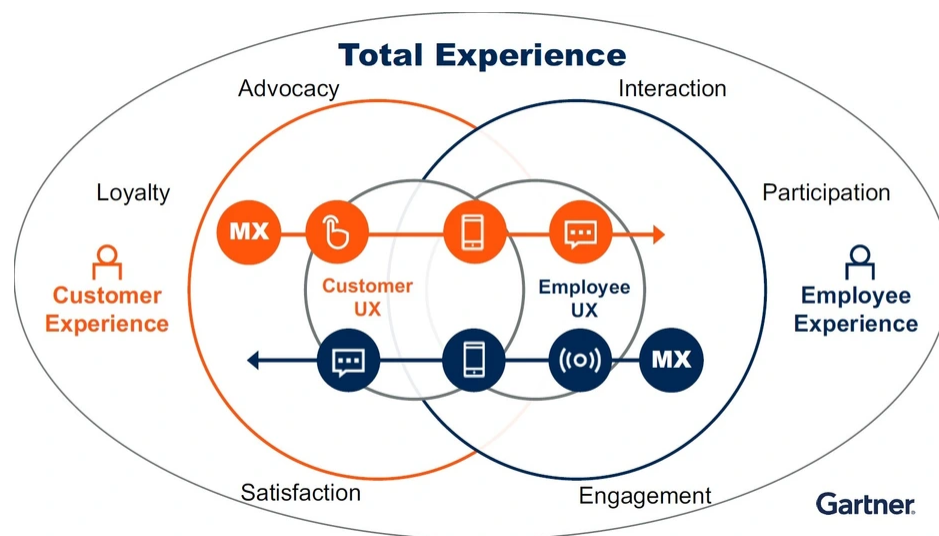 Total Experience
Advocacy
Interaction
Loyalty
Participation
MX
Customer
Experience
Customer
UX
Employee
UX
Employee
Experience
MX
Satisfaction
Engagement
Gartner